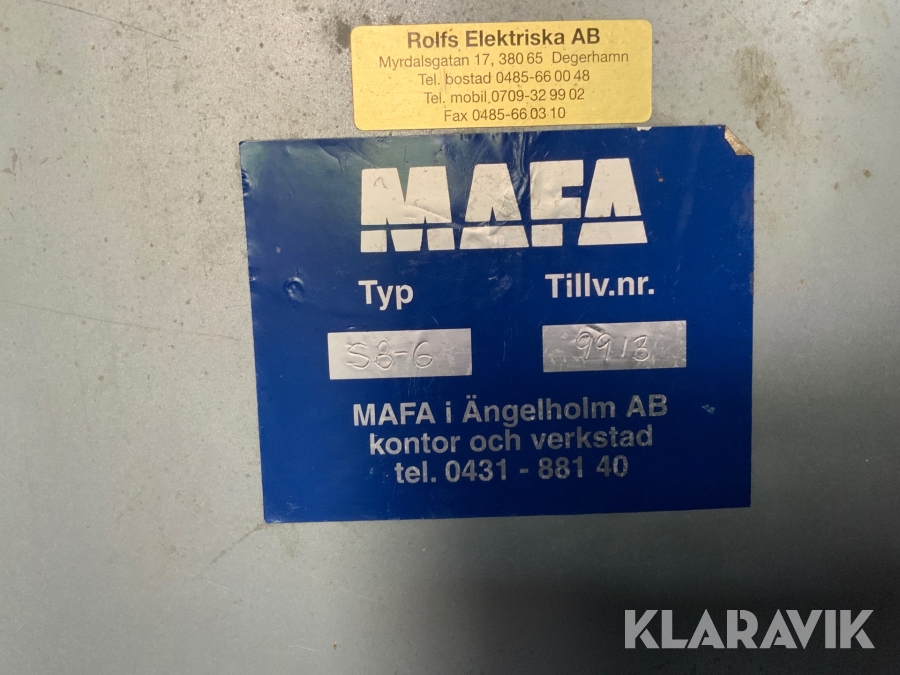 Rolfs Elektriska AB
Myrdalsgatan 17, 380 65 Degerhamn
Tel. bostad 0485-66 00 48
Tel. mobil 0709-32 99 02
Fax 0485-66 03 10
MAFA
Typ Tillv.nr.
S8-6 9913
MAFA i Ängelholm AB
kontor och verkstad
tel. 0431 - 881 40
KLARAVIK